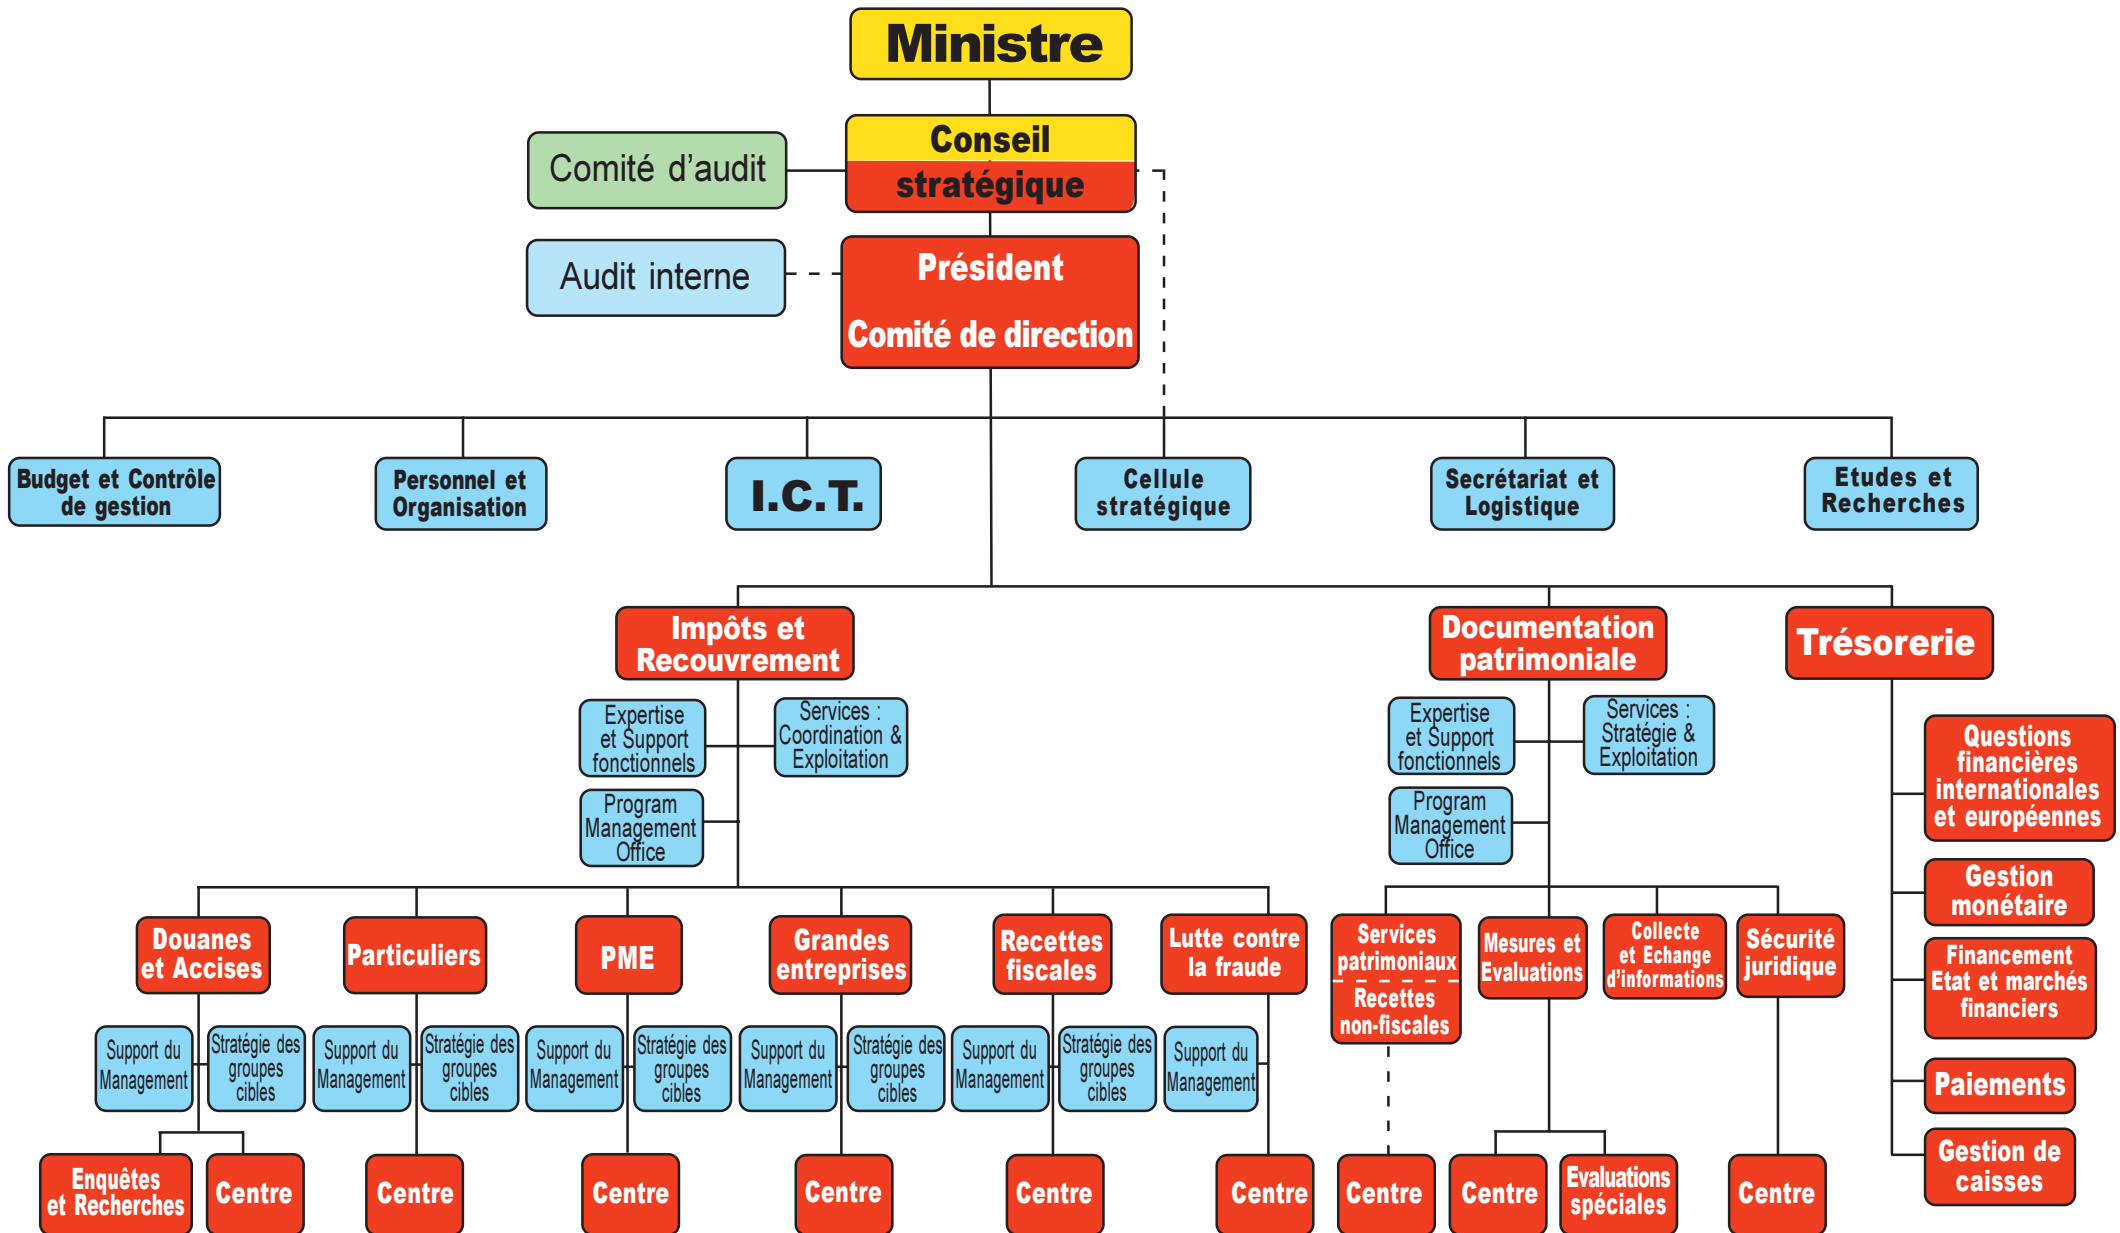 Ministre
Conseil
stratégique
Comité d'audit
Audit interne
Président
Comité de direction
Budget et Contrôle
de gestion
Personnel et
Organisation
I.C.T.
Cellule
stratégique
Secrétariat et
Logistique
Etudes et
Recherches
Impôts et
Recouvrement
Documentation
patrimoniale
Trésorerie
Expertise
et Support
fonctionnels
Services :
Coordination &
Exploitation
Program
Management
Office
Expertise
et Support
fonctionnels
Services :
Stratégie &
Exploitation
Program
Management
Office
Questions
financières
internationales
et européennes
Gestion
monétaire
Financement
Etat et marchés
financiers
Paiements
Gestion de
caisses
Douanes
et Accises
Particuliers
PME
Grandes
entreprises
Recettes
fiscales
Lutte contre
la fraude
Services
patrimoniaux
Recettes
non-fiscales
Mesures et
Evaluations
Collecte
et Echange
d'informations
Sécurité
juridique
Support du
Management
Stratégie des
groupes
cibles
Support du
Management
Stratégie des
groupes
cibles
Support du
Management
Stratégie des
groupes
cibles
Support du
Management
Stratégie des
groupes
cibles
Support du
Management
Stratégie des
groupes
cibles
Support du
Management
Enquêtes
et Recherches
Centre
Centre
Centre
Centre
Centre
Centre
Centre
Centre
Evaluations
spéciales
Centre